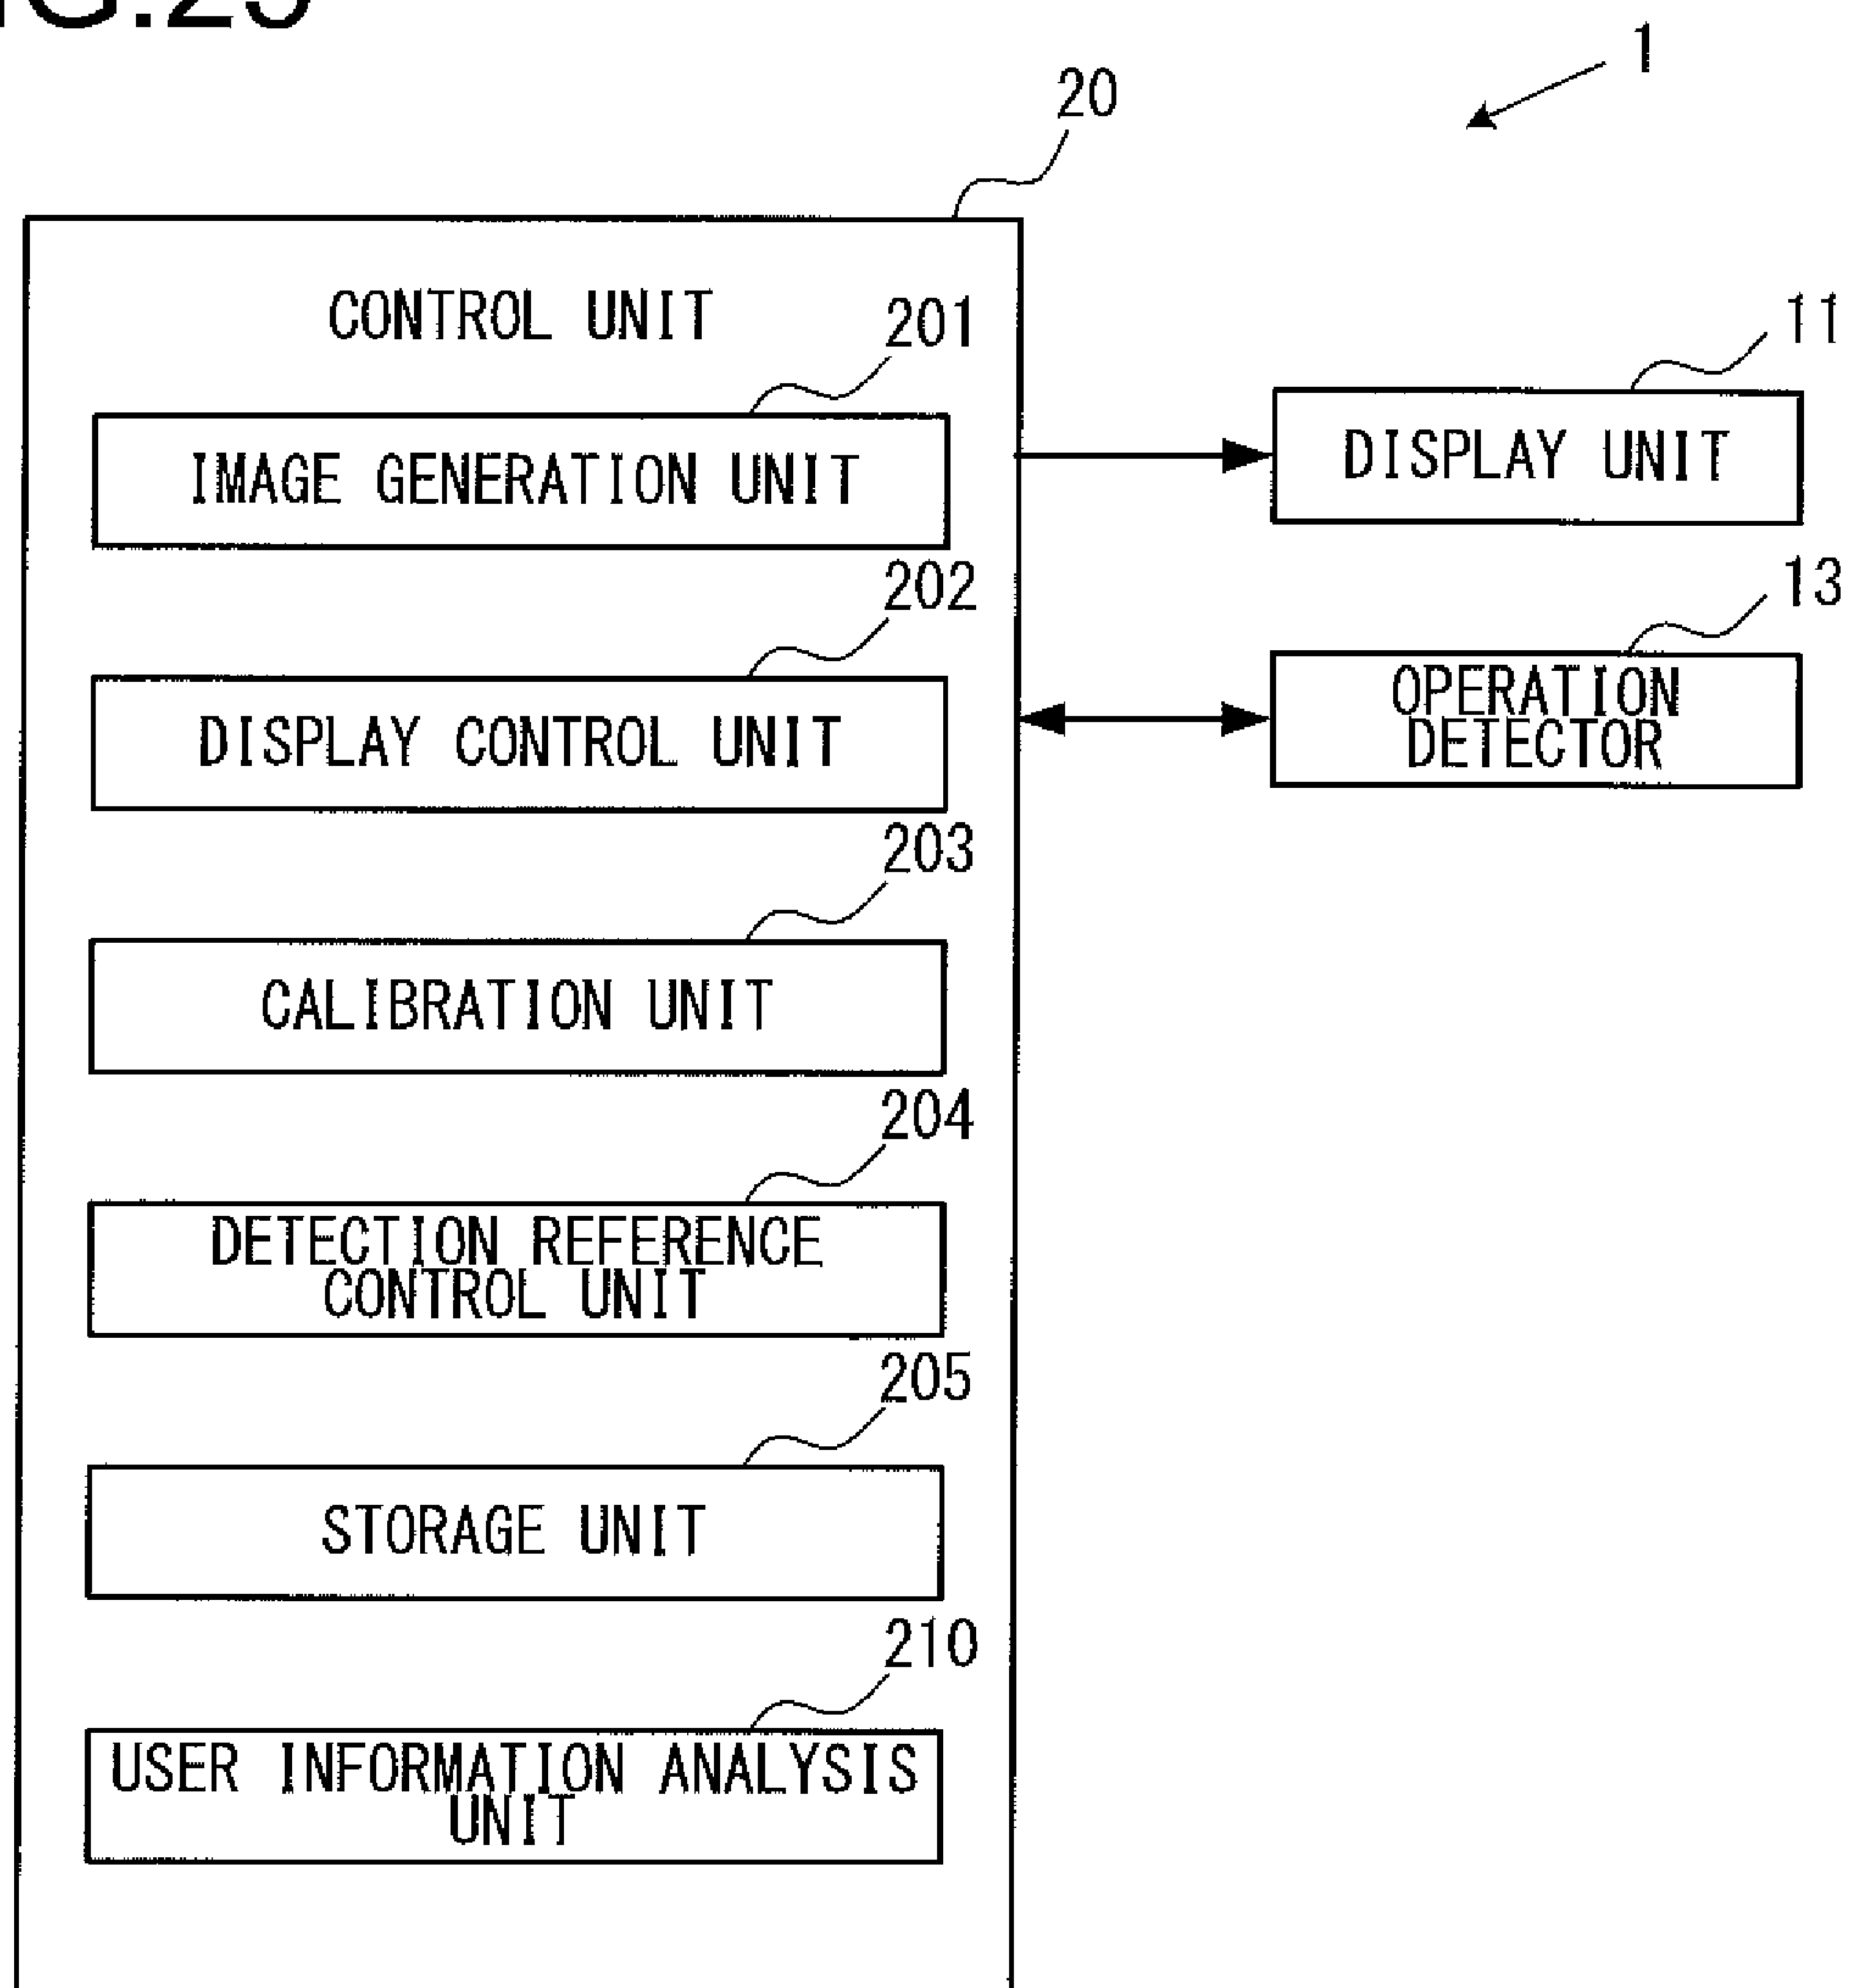 1
20
CONTROL UNIT
201
IMAGE GENERATION UNIT
11
DISPLAY UNIT
202
DISPLAY CONTROL UNIT
13
OPERATION
DETECTOR
203
CALIBRATION UNIT
204
DETECTION REFERENCE
CONTROL UNIT
205
STORAGE UNIT
210
USER INFORMATION ANALYSIS
UNIT